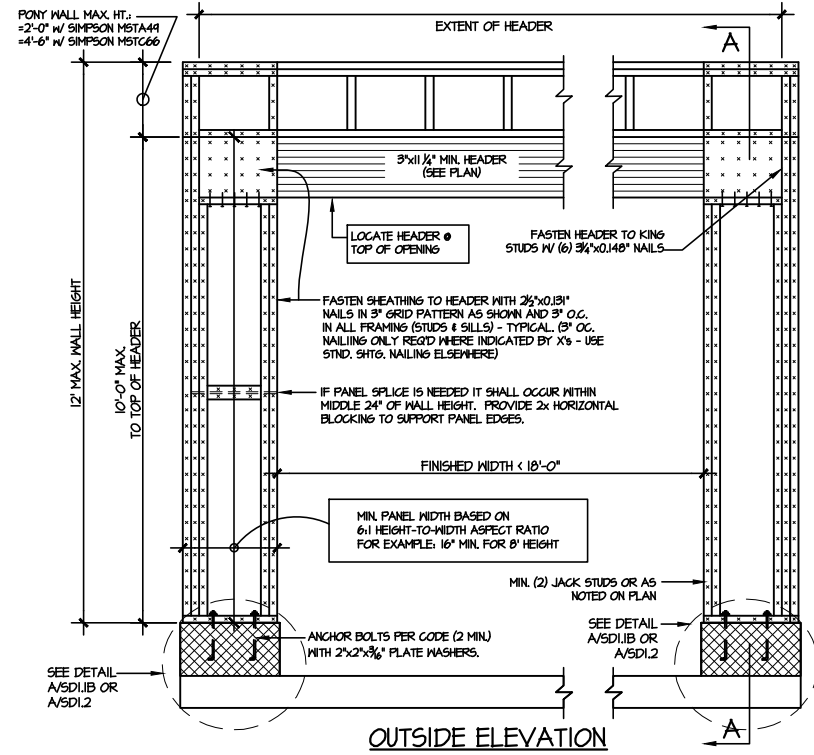 PONY WALL MAX. HT.:
=2'-0" W/ SIMPSON MSTA49
=4'-6" W/ SIMPSON MSTC66
EXTENT OF HEADER
A
3"x11 1/4" MIN. HEADER
(SEE PLAN)
LOCATE HEADER @
TOP OF OPENING
FASTEN HEADER TO KING
STUDS W/ (6) 3 1/4"x0.148" NAILS
FASTEN SHEATHING TO HEADER WITH 2 1/2"x0.131"
NAILS IN 3" GRID PATTERN AS SHOWN AND 3" O.C.
IN ALL FRAMING (STUDS & SILLS) - TYPICAL. (3" OC.
NAILING ONLY REQ'D WHERE INDICATED BY X's - USE
STND. SHTG. NAILING ELSEWHERE)
12' MAX. WALL HEIGHT
10'-0" MAX.
TO TOP OF HEADER
IF PANEL SPLICE IS NEEDED IT SHALL OCCUR WITHIN
MIDDLE 24" OF WALL HEIGHT. PROVIDE 2x HORIZONTAL
BLOCKING TO SUPPORT PANEL EDGES.
FINISHED WIDTH < 18'-0"
MIN. PANEL WIDTH BASED ON
6:1 HEIGHT-TO-WIDTH ASPECT RATIO
FOR EXAMPLE: 16" MIN. FOR 8' HEIGHT
MIN. (2) JACK STUDS OR AS
NOTED ON PLAN
SEE DETAIL
A/SD1.1B OR
A/SD1.2
ANCHOR BOLTS PER CODE (2 MIN.)
WITH 2"x2"x3/16" PLATE WASHERS.
SEE DETAIL
A/SD1.1B OR
A/SD1.2
A
OUTSIDE ELEVATION